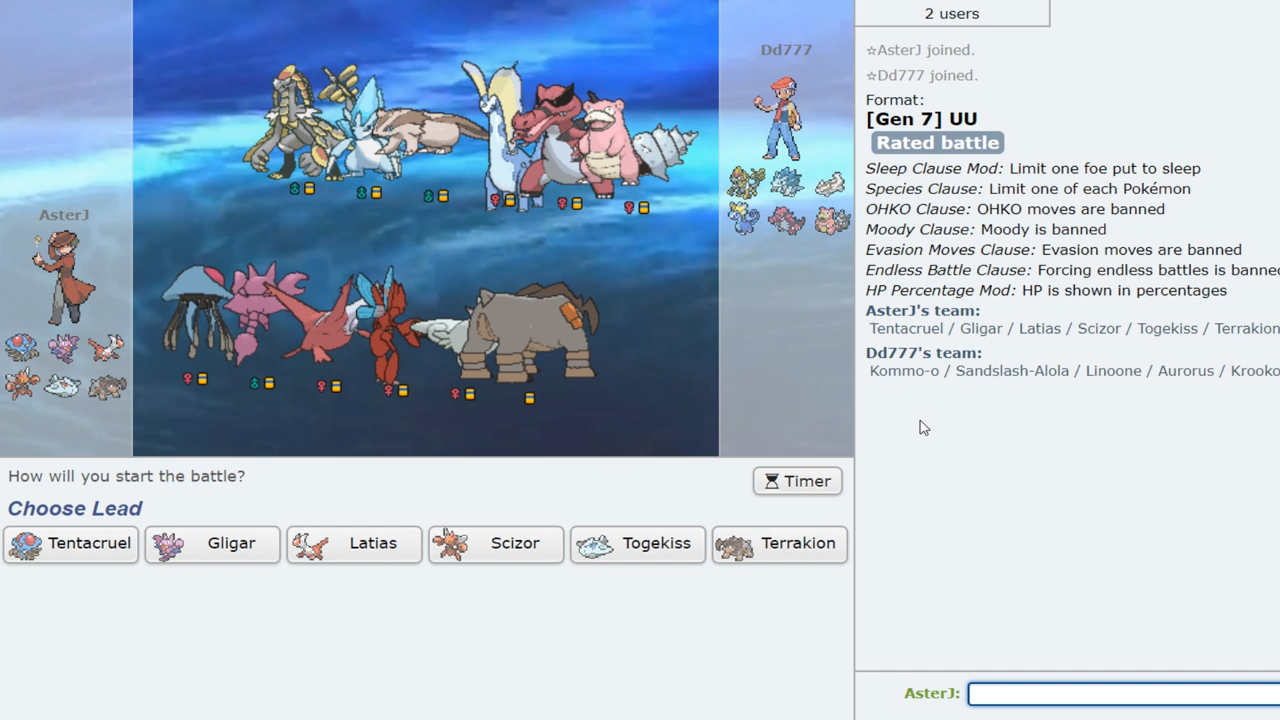 2 users
☆AsterJ joined.
☆Dd777 joined.
Format:
[Gen 7] UU
Rated battle
Sleep Clause Mod: Limit one foe put to sleep
Species Clause: Limit one of each Pokémon
OHKO Clause: OHKO moves are banned
Moody Clause: Moody is banned
Evasion Moves Clause: Evasion moves are banned
Endless Battle Clause: Forcing endless battles is banned
HP Percentage Mod: HP is shown in percentages
AsterJ's team:
Tentacruel / Gligar / Latias / Scizor / Togekiss / Terrakion
Dd777's team:
Kommo-o / Sandslash-Alola / Linoone / Aurorus / Krooko
Dd777
AsterJ
How will you start the battle?
Timer
Choose Lead
Tentacruel
Gligar
Latias
Scizor
Togekiss
Terrakion
AsterJ: